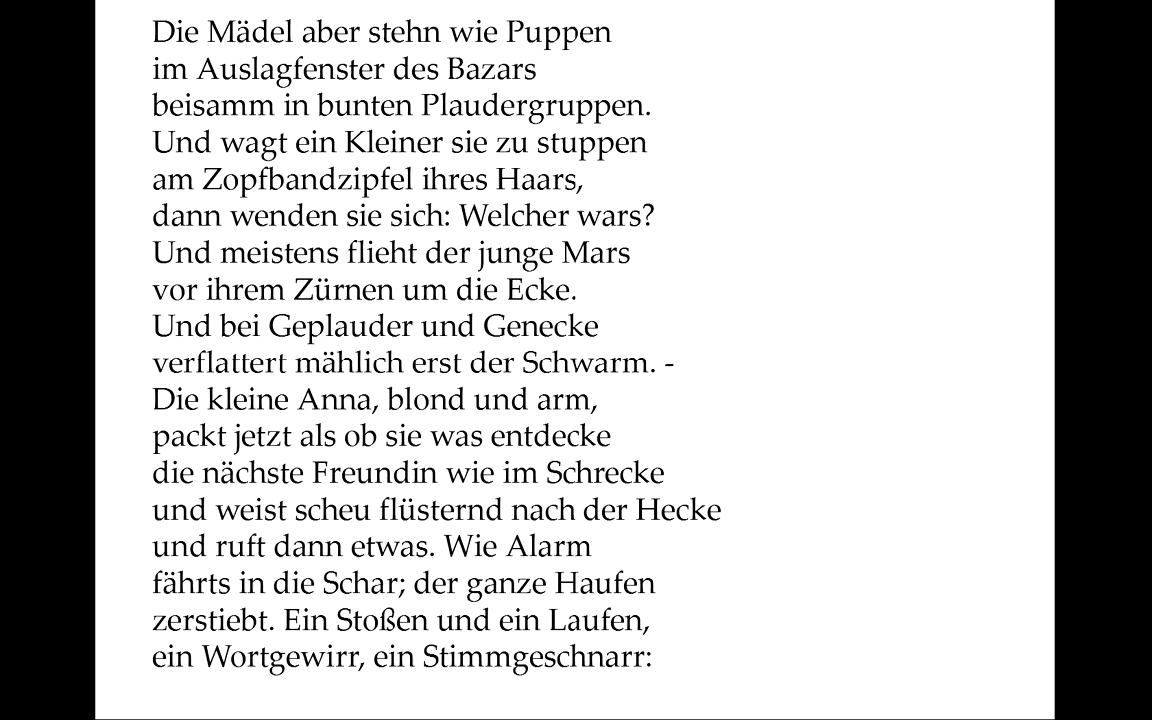 Die Mädel aber stehn wie Puppen
im Auslagfenster des Bazars
beisamm in bunten Plaudergruppen.
Und wagt ein Kleiner sie zu stuppen
am Zopfbandzipfel ihres Haars,
dann wenden sie sich: Welcher wars?
Und meistens flieht der junge Mars
vor ihrem Zürnen um die Ecke.
Und bei Geplauder und Genecke
verflattert mählich erst der Schwarm. -
Die kleine Anna, blond und arm,
packt jetzt als ob sie was entdecke
die nächste Freundin wie im Schrecke
und weist scheu flüsternd nach der Hecke
und ruft dann etwas. Wie Alarm
fährts in die Schar; der ganze Haufen
zerstiebt. Ein Stoßen und ein Laufen,
ein Wortgewirr, ein Stimmgeschnarr: